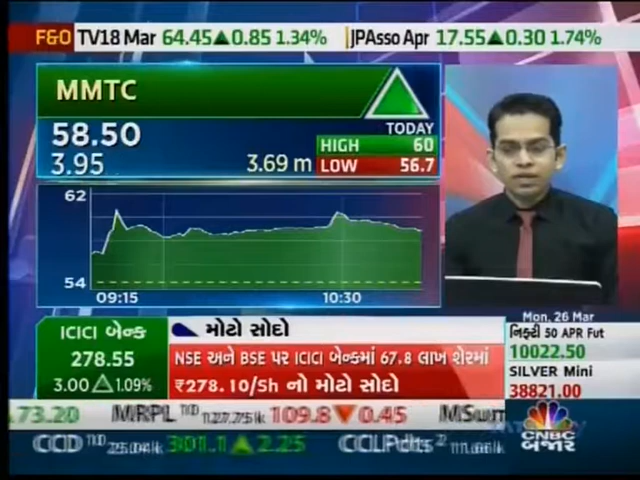 F&O TV18 Mar 64.45▲0.85 1.34% JPAsso Apr 17.55▲0.30 1.74%
MMTC
58.50
3.95 3.69 m
TODAY
HIGH 60
LOW 56.7
62
54
09:15 10:30
ICICI બેન્ક
278.55
3.00 △ 1.09%
મોટો સોદો
NSE અને BSE પર ICICI બેન્કમાં 67.8 લાખ શેરમાં
₹278.10/Sh નો મોટો સોદો
Mon, 26 Mar
નિફ્ટી 50 APR Fut
10022.50
SILVER Mini
38821.00
73.20 MRPL 109.8▼0.45
CCD 301.1▲2.25
CNBC
બજાર